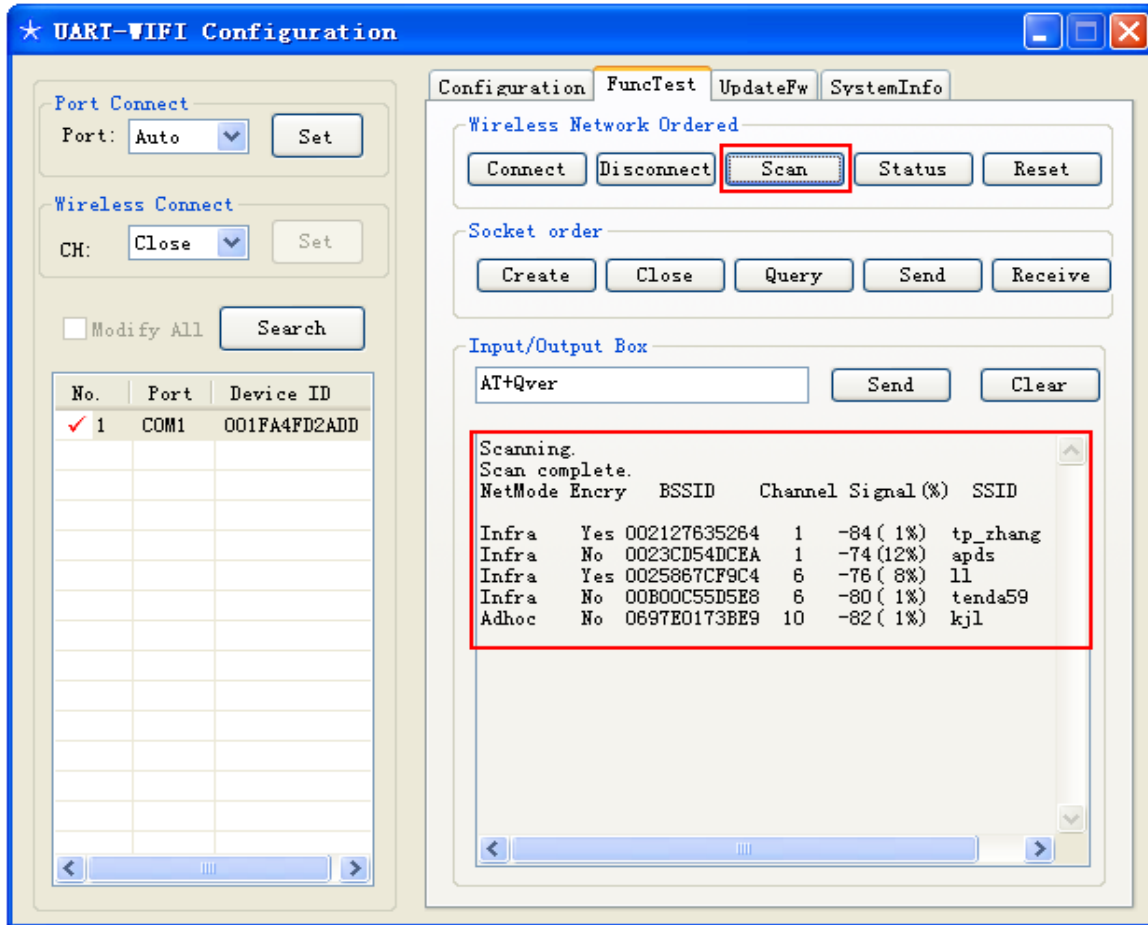 UART-WIFI Configuration
Port Connect
Port: Auto Set
Wireless Connect
CH: Close Set
Modify All Search
No. Port Device ID
1 COM1 001FA4FD2ADD
Configuration FuncTest UpdateFw SystemInfo
Wireless Network Ordered
Connect Disconnect Scan Status Reset
Socket order
Create Close Query Send Receive
Input/Output Box
AT+Qver Send Clear
Scanning.
Scan complete.
NetMode Encry BSSID Channel Signal(%) SSID
Infra Yes 002127635264 1 -84( 1%) tp_zhang
Infra No 0023CD54DCEA 1 -74(12%) apds
Infra Yes 0025867CF9C4 6 -76( 8%) ll
Infra No 00B00C55D5E8 6 -80( 1%) tenda59
Adhoc No 0697E0173BE9 10 -82( 1%) kjl